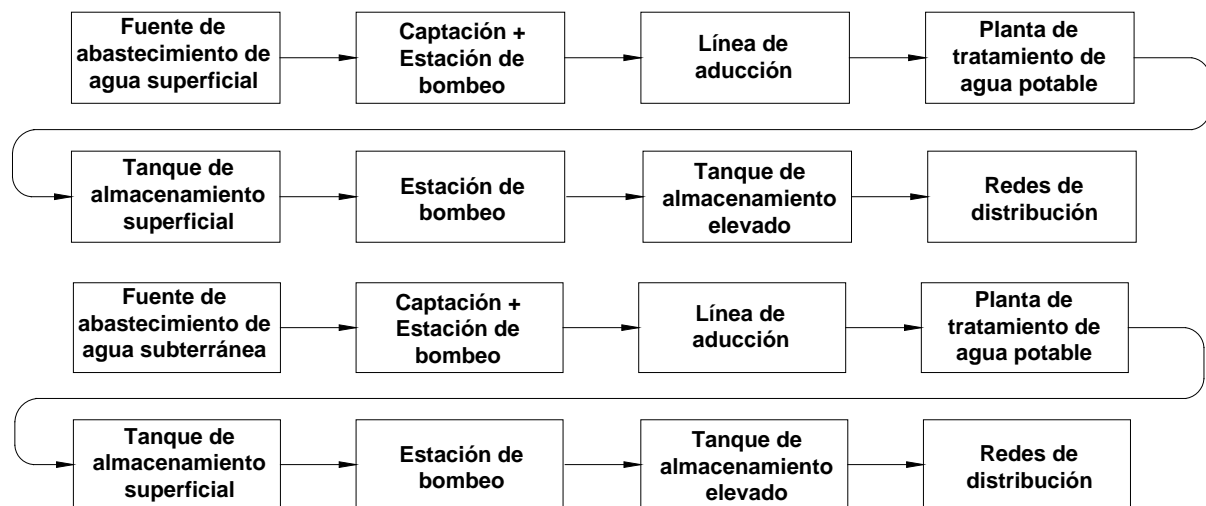 Fuente de
abastecimiento de
agua superficial
Captación +
Estación de
bombeo
Línea de
aducción
Planta de
tratamiento de
agua potable
Tanque de
almacenamiento
superficial
Estación de
bombeo
Tanque de
almacenamiento
elevado
Redes de
distribución
Fuente de
abastecimiento de
agua subterránea
Captación +
Estación de
bombeo
Línea de
aducción
Planta de
tratamiento de
agua potable
Tanque de
almacenamiento
superficial
Estación de
bombeo
Tanque de
almacenamiento
elevado
Redes de
distribución